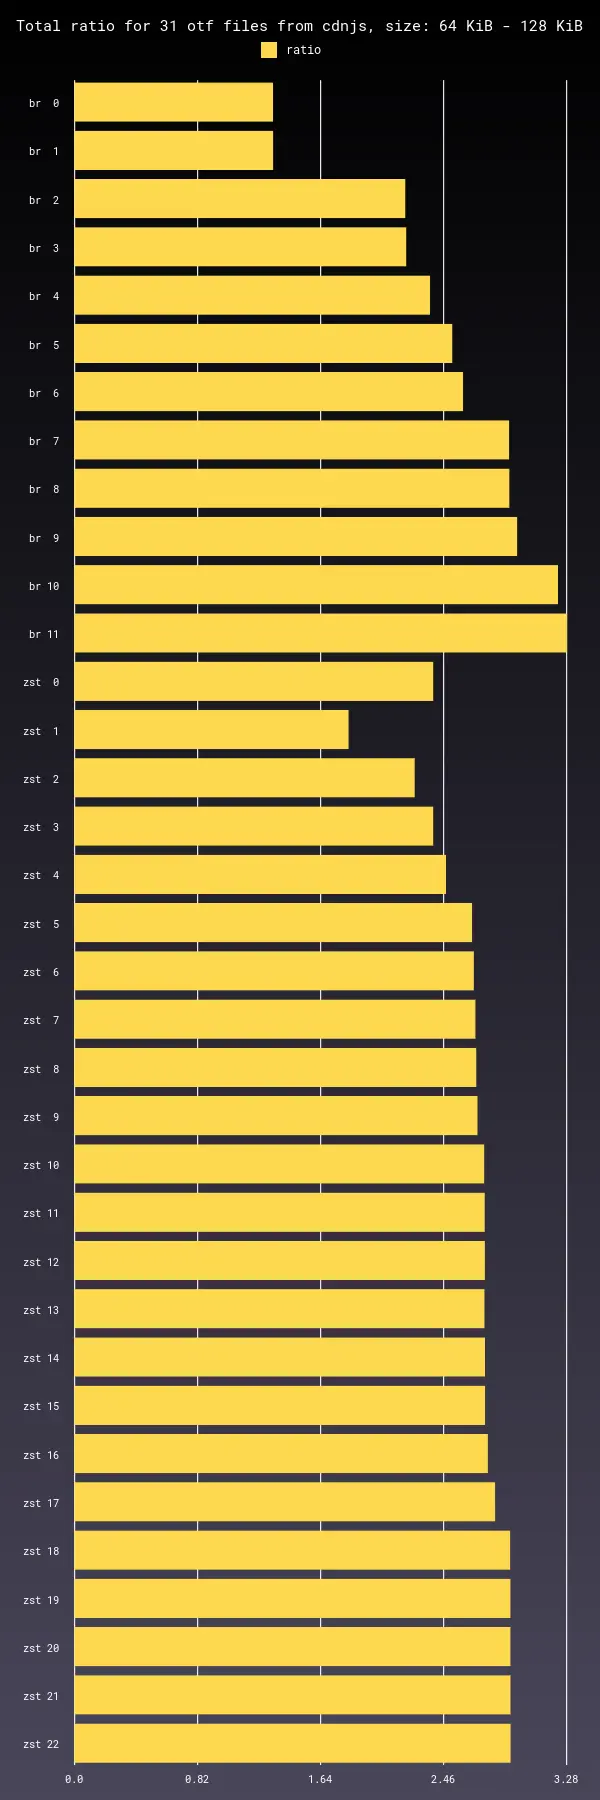 Total ratio for 31 otf files from cdnjs, size: 64 KiB - 128 KiB
ratio
br 0
br 1
br 2
br 3
br 4
br 5
br 6
br 7
br 8
br 9
br 10
br 11
zst 0
zst 1
zst 2
zst 3
zst 4
zst 5
zst 6
zst 7
zst 8
zst 9
zst 10
zst 11
zst 12
zst 13
zst 14
zst 15
zst 16
zst 17
zst 18
zst 19
zst 20
zst 21
zst 22
0.0 0.82 1.64 2.46 3.28